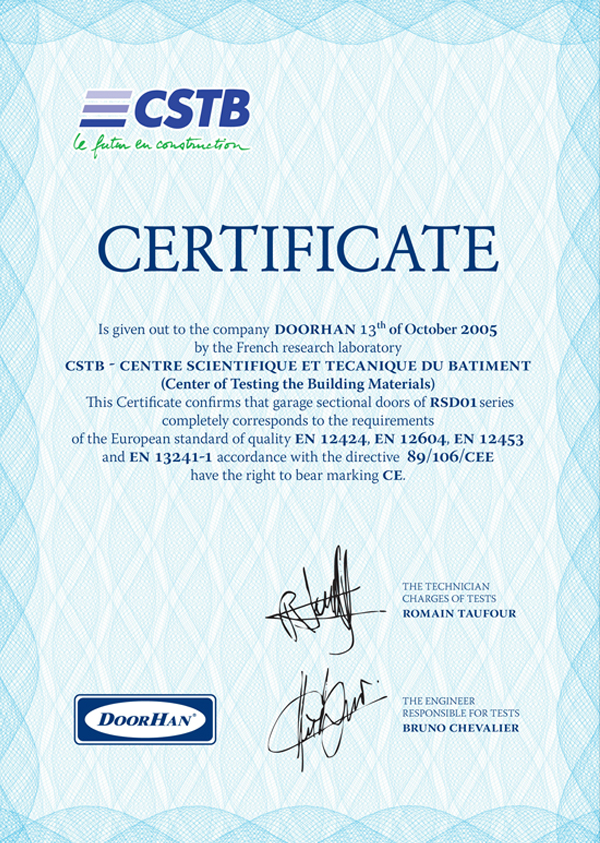 CSTB
le futur en construction
CERTIFICATE
Is given out to the company DOORHAN 13th of October 2005
by the French research laboratory
CSTB - CENTRE SCIENTIFIQUE ET TECANIQUE DU BATIMENT
(Center of Testing the Building Materials)
This Certificate confirms that garage sectional doors of RSD01 series
completely corresponds to the requirements
of the European standard of quality EN 12424, EN 12604, EN 12453
and EN 13241-1 accordance with the directive 89/106/CEE
have the right to bear marking CE.
THE TECHNICIAN
CHARGES OF TESTS
ROMAIN TAUFOUR
DOORHAN®
THE ENGINEER
RESPONSIBLE FOR TESTS
BRUNO CHEVALIER